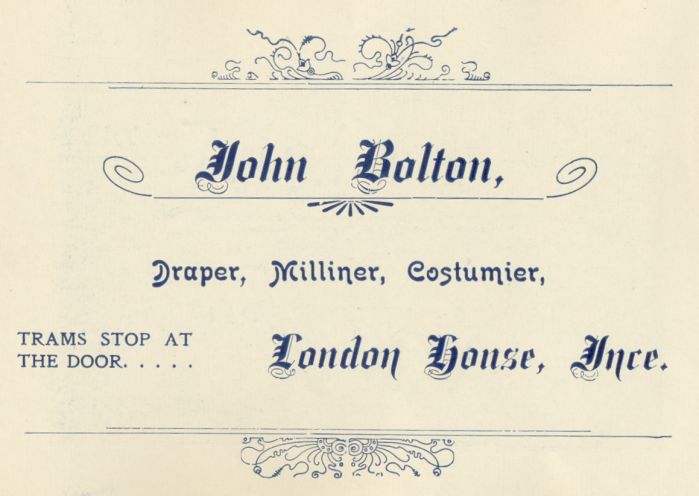 John Bolton,
Draper, Milliner, Costumier,
TRAMS STOP AT
THE DOOR. . . . .
London House, Ince.